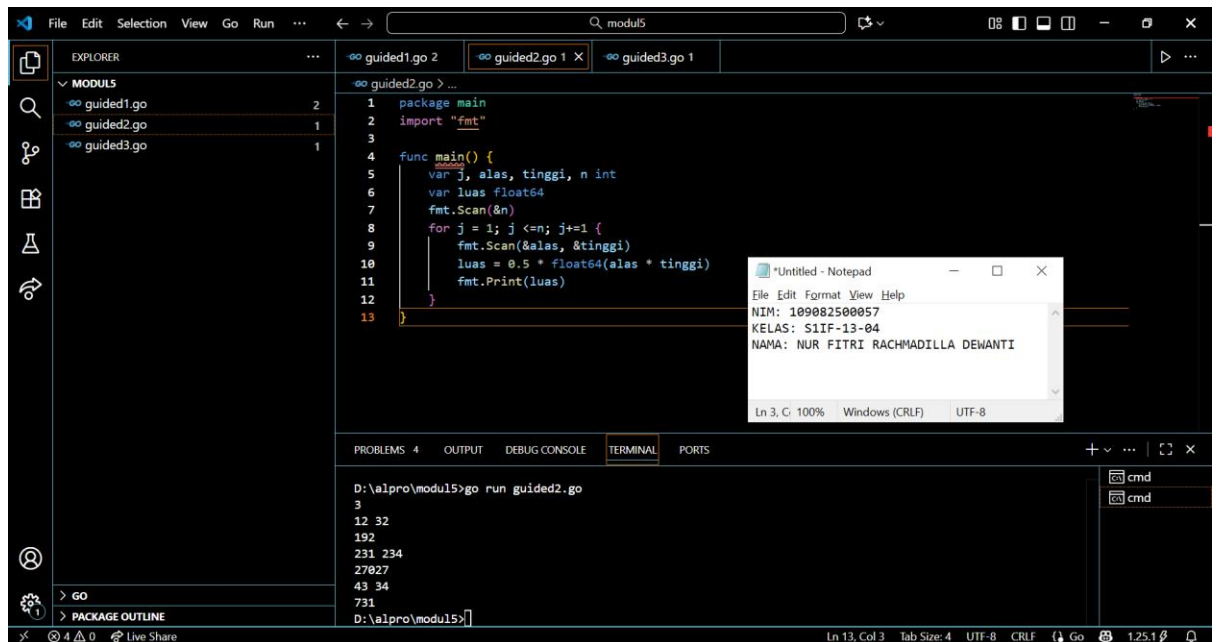 File Edit Selection View Go Run ··· ← → modul5
EXPLORER ···
MODUL5
guided1.go 2
guided2.go 1
guided3.go 1
GO
PACKAGE OUTLINE
guided1.go 2 guided2.go 1 × guided3.go 1
guided2.go > ...
1 package main
2 import "fmt"
3
4 func main() {
5 var j, alas, tinggi, n int
6 var luas float64
7 fmt.Scan(&n)
8 for j = 1; j <=n; j+=1 {
9 fmt.Scan(&alas, &tinggi)
10 luas = 0.5 * float64(alas * tinggi)
11 fmt.Print(luas)
12 }
13 }
*Untitled - Notepad
File Edit Format View Help
NIM: 109082500057
KELAS: S1IF-13-04
NAMA: NUR FITRI RACHMADILLA DEWANTI
Ln 3, C 100% Windows (CRLF) UTF-8
PROBLEMS 4 OUTPUT DEBUG CONSOLE TERMINAL PORTS
D:\alpro\modul5>go run guided2.go
3
12 32
192
231 234
27027
43 34
731
D:\alpro\modul5>
cmd
cmd
1
4 0 Live Share Ln 13, Col 3 Tab Size: 4 UTF-8 CRLF Go 1.25.1